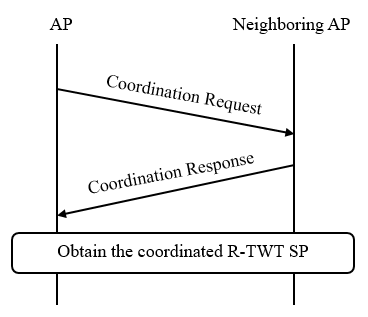 AP
Neighboring AP
Coordination Request
Coordination Response
Obtain the coordinated R-TWT SP